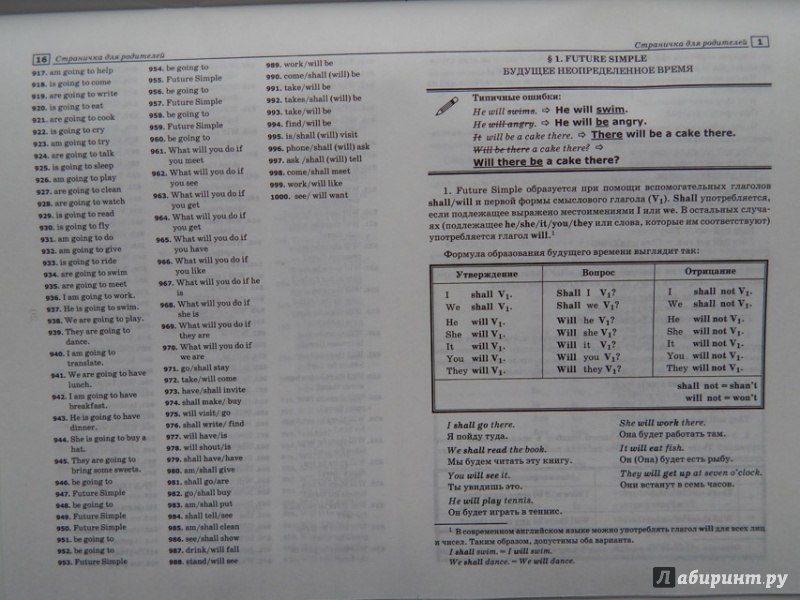 16 Страничка для родителей
917. am going to help
918. is going to come
919. are going to write
920. is going to eat
921. are going to cook
922. is going to cry
923. am going to try
924. are going to talk
925. is going to sleep
926. am going to play
927. are going to clean
928. are going to watch
929. is going to read
930. is going to fly
931. am going to do
932. am going to give
933. is going to ride
934. are going to swim
935. are going to meet
936. I am going to work.
937. He is going to swim.
938. We are going to play.
939. They are going to
dance.
940. I am going to
translate.
941. We are going to have
lunch.
942. I am going to have
breakfast.
943. He is going to have
dinner.
944. She is going to buy a
hat.
945. They are going to
bring some sweets.
946. be going to
947. Future Simple
948. be going to
949. Future Simple
950. Future Simple
951. be going to
952. be going to
953. Future Simple
954. be going to
955. Future Simple
956. be going to
957. Future Simple
958. be going to
959. Future Simple
960. be going to
961. What will you do if
you meet
962. What will you do if
you see
963. What will you do if
you get
964. What will you do if
you go
965. What will you do if
you have
966. What will you do if
you like
967. What will you do if he
is
968. What will you do if
she is
969. What will you do if
they are
970. What will you do if
we are
971. go/shall stay
972. take/will come
973. have/shall invite
974. shall make/ buy
975. will visit/ go
976. shall write/ find
977. will have/is
978. will shout/is
979. shall have/have
980. am/shall give
981. shall go/are
982. go/shall buy
983. am/shall put
984. shall tell/see
985. am/shall clean
986. see/shall show
987. drink/will fall
988. stand/will see
989. work/will be
990. come/shall (will) be
991. take/will be
992. takes/shall (will) be
993. take/will be
994. find/will be
995. is/shall (will) visit
996. phone/shall (will) ask
997. ask /shall (will) tell
998. come/shall meet
999. work/will like
1000. see/ will want
Страничка для родителей 1
§ 1. FUTURE SIMPLE
БУДУЩЕЕ НЕОПРЕДЕЛЕННОЕ ВРЕМЯ
Типичные ошибки:
He will swims. ⇨ He will swim.
He will angry. ⇨ He will be angry.
It will be a cake there. ⇨ There will be a cake there.
Will be there a cake there? ⇨
Will there be a cake there?
1. Future Simple образуется при помощи вспомогательных глаголов
shall/will и первой формы смыслового глагола (V₁). Shall употребляется,
если подлежащее выражено местоимениями I или we. В остальных случа-
ях (подлежащее he/she/it/you/they или слова, которые им соответствуют)
употребляется глагол will.¹
Формула образования будущего времени выглядит так:
Утверждение Вопрос Отрицание
I shall V₁. Shall I V₁? I shall not V₁.
We shall V₁. Shall we V₁? We shall not V₁.
He will V₁. Will he V₁? He will not V₁.
She will V₁. Will she V₁? She will not V₁.
It will V₁. Will it V₁? It will not V₁.
You will V₁. Will you V₁? You will not V₁.
They will V₁. Will they V₁? They will not V₁.
shall not = shan't
will not = won't
I shall go there.
Я пойду туда.
We shall read the book.
Мы будем читать эту книгу.
You will see it.
Ты увидишь это.
He will play tennis.
Он будет играть в теннис.
She will work there.
Она будет работать там.
It will eat fish.
Он (Она) будет есть рыбу.
They will get up at seven o'clock.
Они встанут в семь часов.
¹ В современном английском языке можно употреблять глагол will для всех лиц
и чисел. Таким образом, допустимы оба варианта.
I shall swim. = I will swim.
We shall dance. = We will dance.
Лабиринт.ру